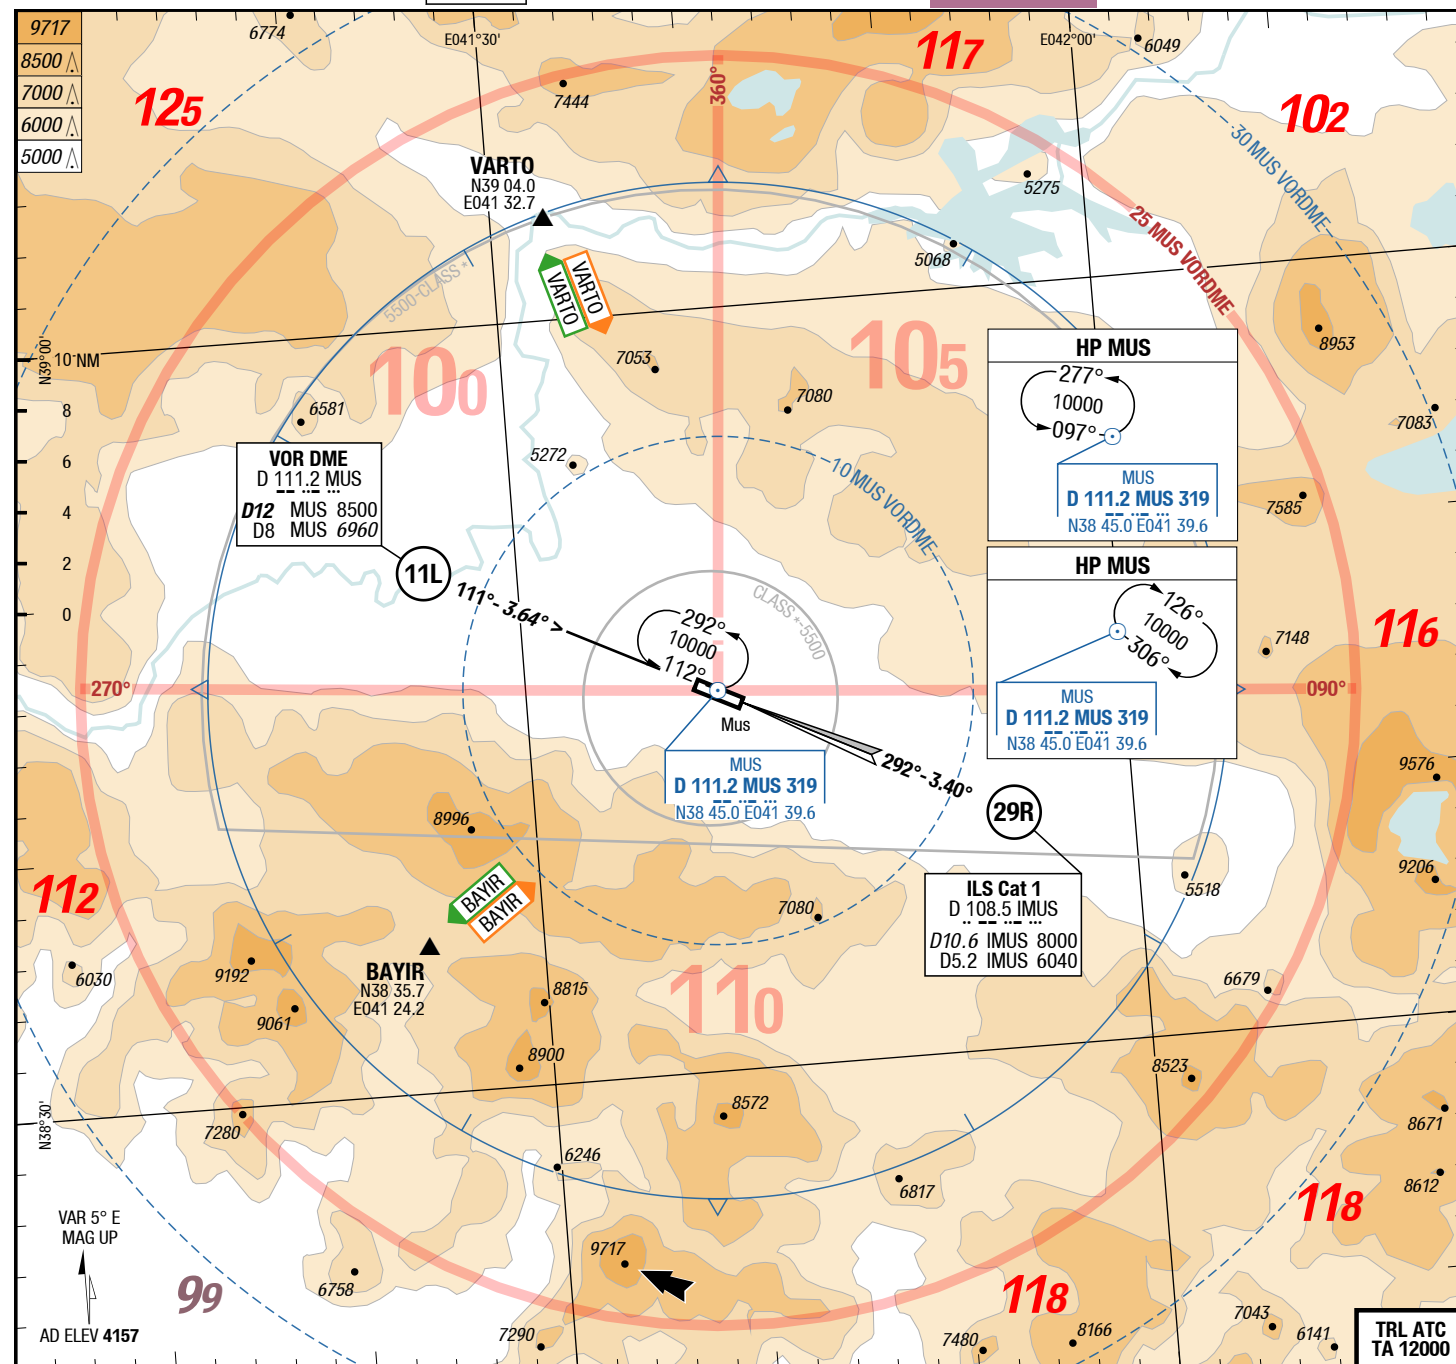 9717
8500
7000
6000
5000
6774
E041°30'
7444
360°
117
E042°00'
6049
125
102
30 MUS VORDME
VARTO
N39 04.0
E041 32.7
5275
25 MUS VORDME
5068
5500-CLASS *
VARTO
VARTO
N39°00'
10 NM
8
6
4
2
0
100
105
7053
7080
6581
5272
8953
7083
7585
HP MUS
277°
10000
097°
MUS
D 111.2 MUS 319
N38 45.0 E041 39.6
VOR DME
D 111.2 MUS
D12 MUS 8500
D8 MUS 6960
10 MUS VORDME
11L
111°- 3.64° >
CLASS *-5500
292°
10000
112°
HP MUS
126°
10000
306°
MUS
D 111.2 MUS 319
N38 45.0 E041 39.6
7148
116
270°
090°
Mus
MUS
D 111.2 MUS 319
N38 45.0 E041 39.6
292°-3.40°
29R
9576
8996
9206
ILS Cat 1
D 108.5 IMUS
D10.6 IMUS 8000
D5.2 IMUS 6040
5518
112
BAYIR
BAYIR
7080
BAYIR
N38 35.7
E041 24.2
6030
9192
9061
8815
110
6679
8900
8523
8572
8671
N38°30'
7280
6246
6817
8612
118
VAR 5° E
MAG UP
9717
99
6758
118
AD ELEV 4157
7290
7480
8166
7043
6141
TRL ATC
TA 12000